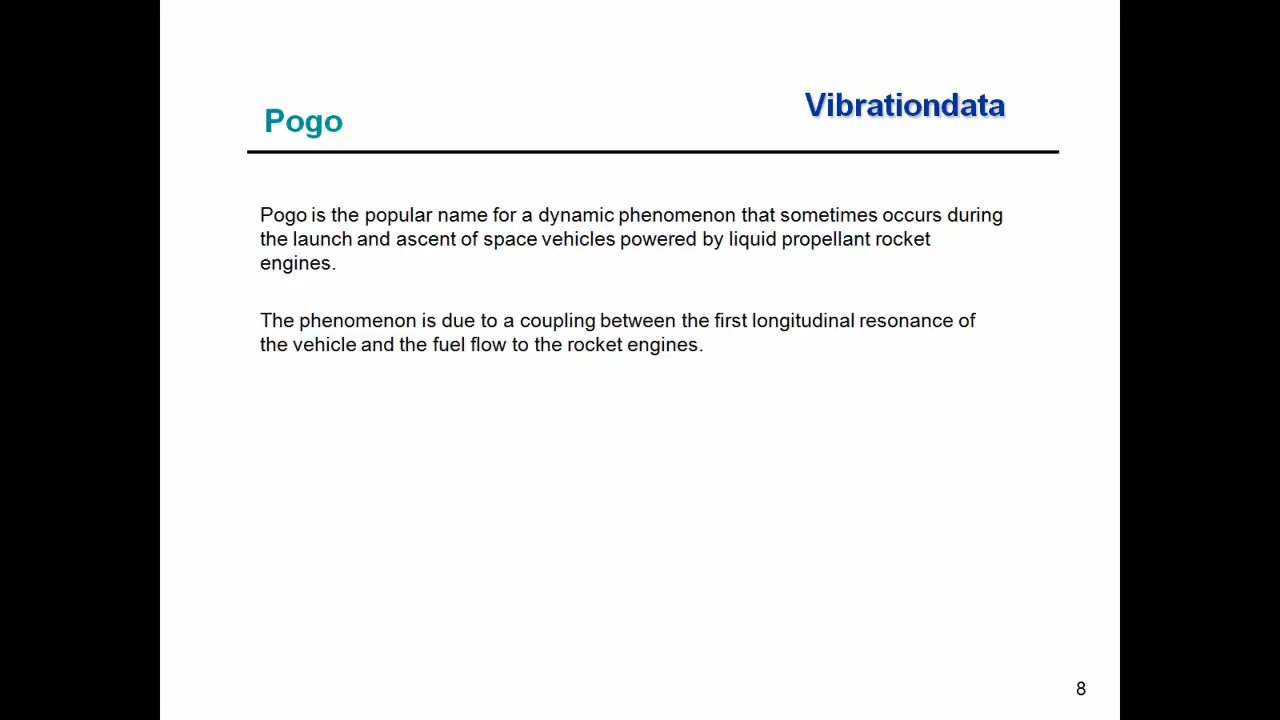 Pogo
Vibrationdata
Pogo is the popular name for a dynamic phenomenon that sometimes occurs during
the launch and ascent of space vehicles powered by liquid propellant rocket
engines.
The phenomenon is due to a coupling between the first longitudinal resonance of
the vehicle and the fuel flow to the rocket engines.
8